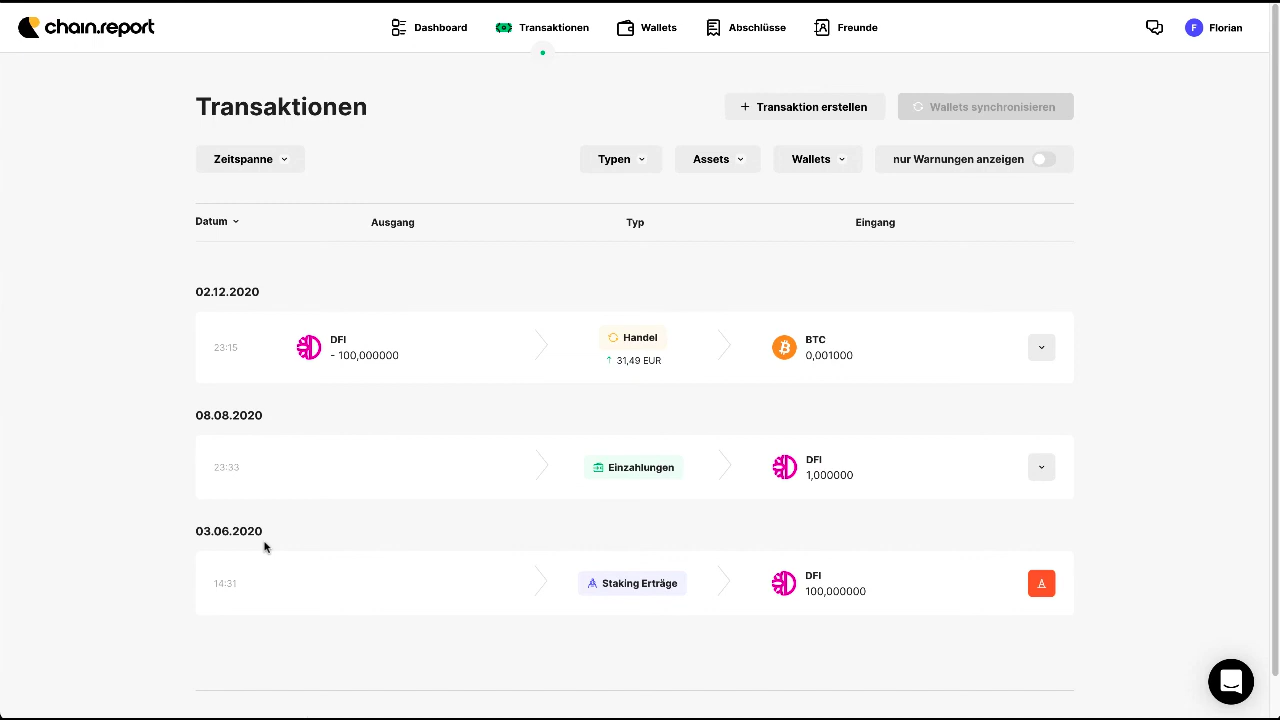 chain.report
Dashboard
Transaktionen
Wallets
Abschlüsse
Freunde
F
Florian
Transaktionen
+ Transaktion erstellen
Wallets synchronisieren
Zeitspanne
Typen
Assets
Wallets
nur Warnungen anzeigen
Datum
Ausgang
Typ
Eingang
02.12.2020
23:15
DFI
- 100,000000
Handel
↑ 31,49 EUR
BTC
0,001000
08.08.2020
23:33
Einzahlungen
DFI
1,000000
03.06.2020
14:31
Staking Erträge
DFI
100,000000